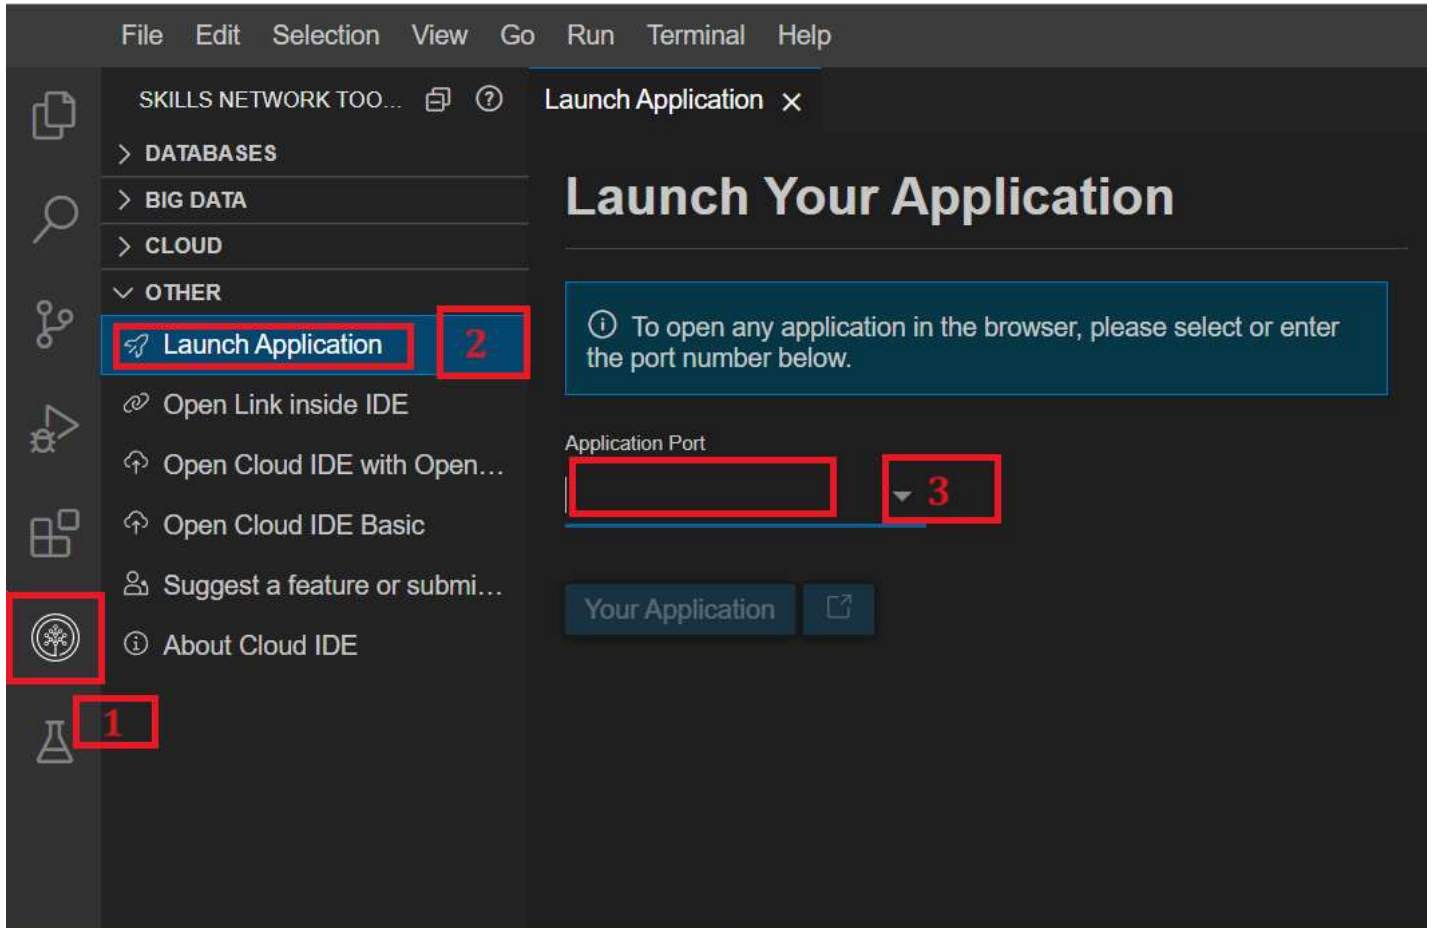 File Edit Selection View Go Run Terminal Help
SKILLS NETWORK TOO...
Launch Application
DATABASES
BIG DATA
CLOUD
OTHER
Launch Application
2
Open Link inside IDE
Open Cloud IDE with Open...
Open Cloud IDE Basic
Suggest a feature or submi...
About Cloud IDE
1
Launch Your Application
To open any application in the browser, please select or enter
the port number below.
Application Port
3
Your Application